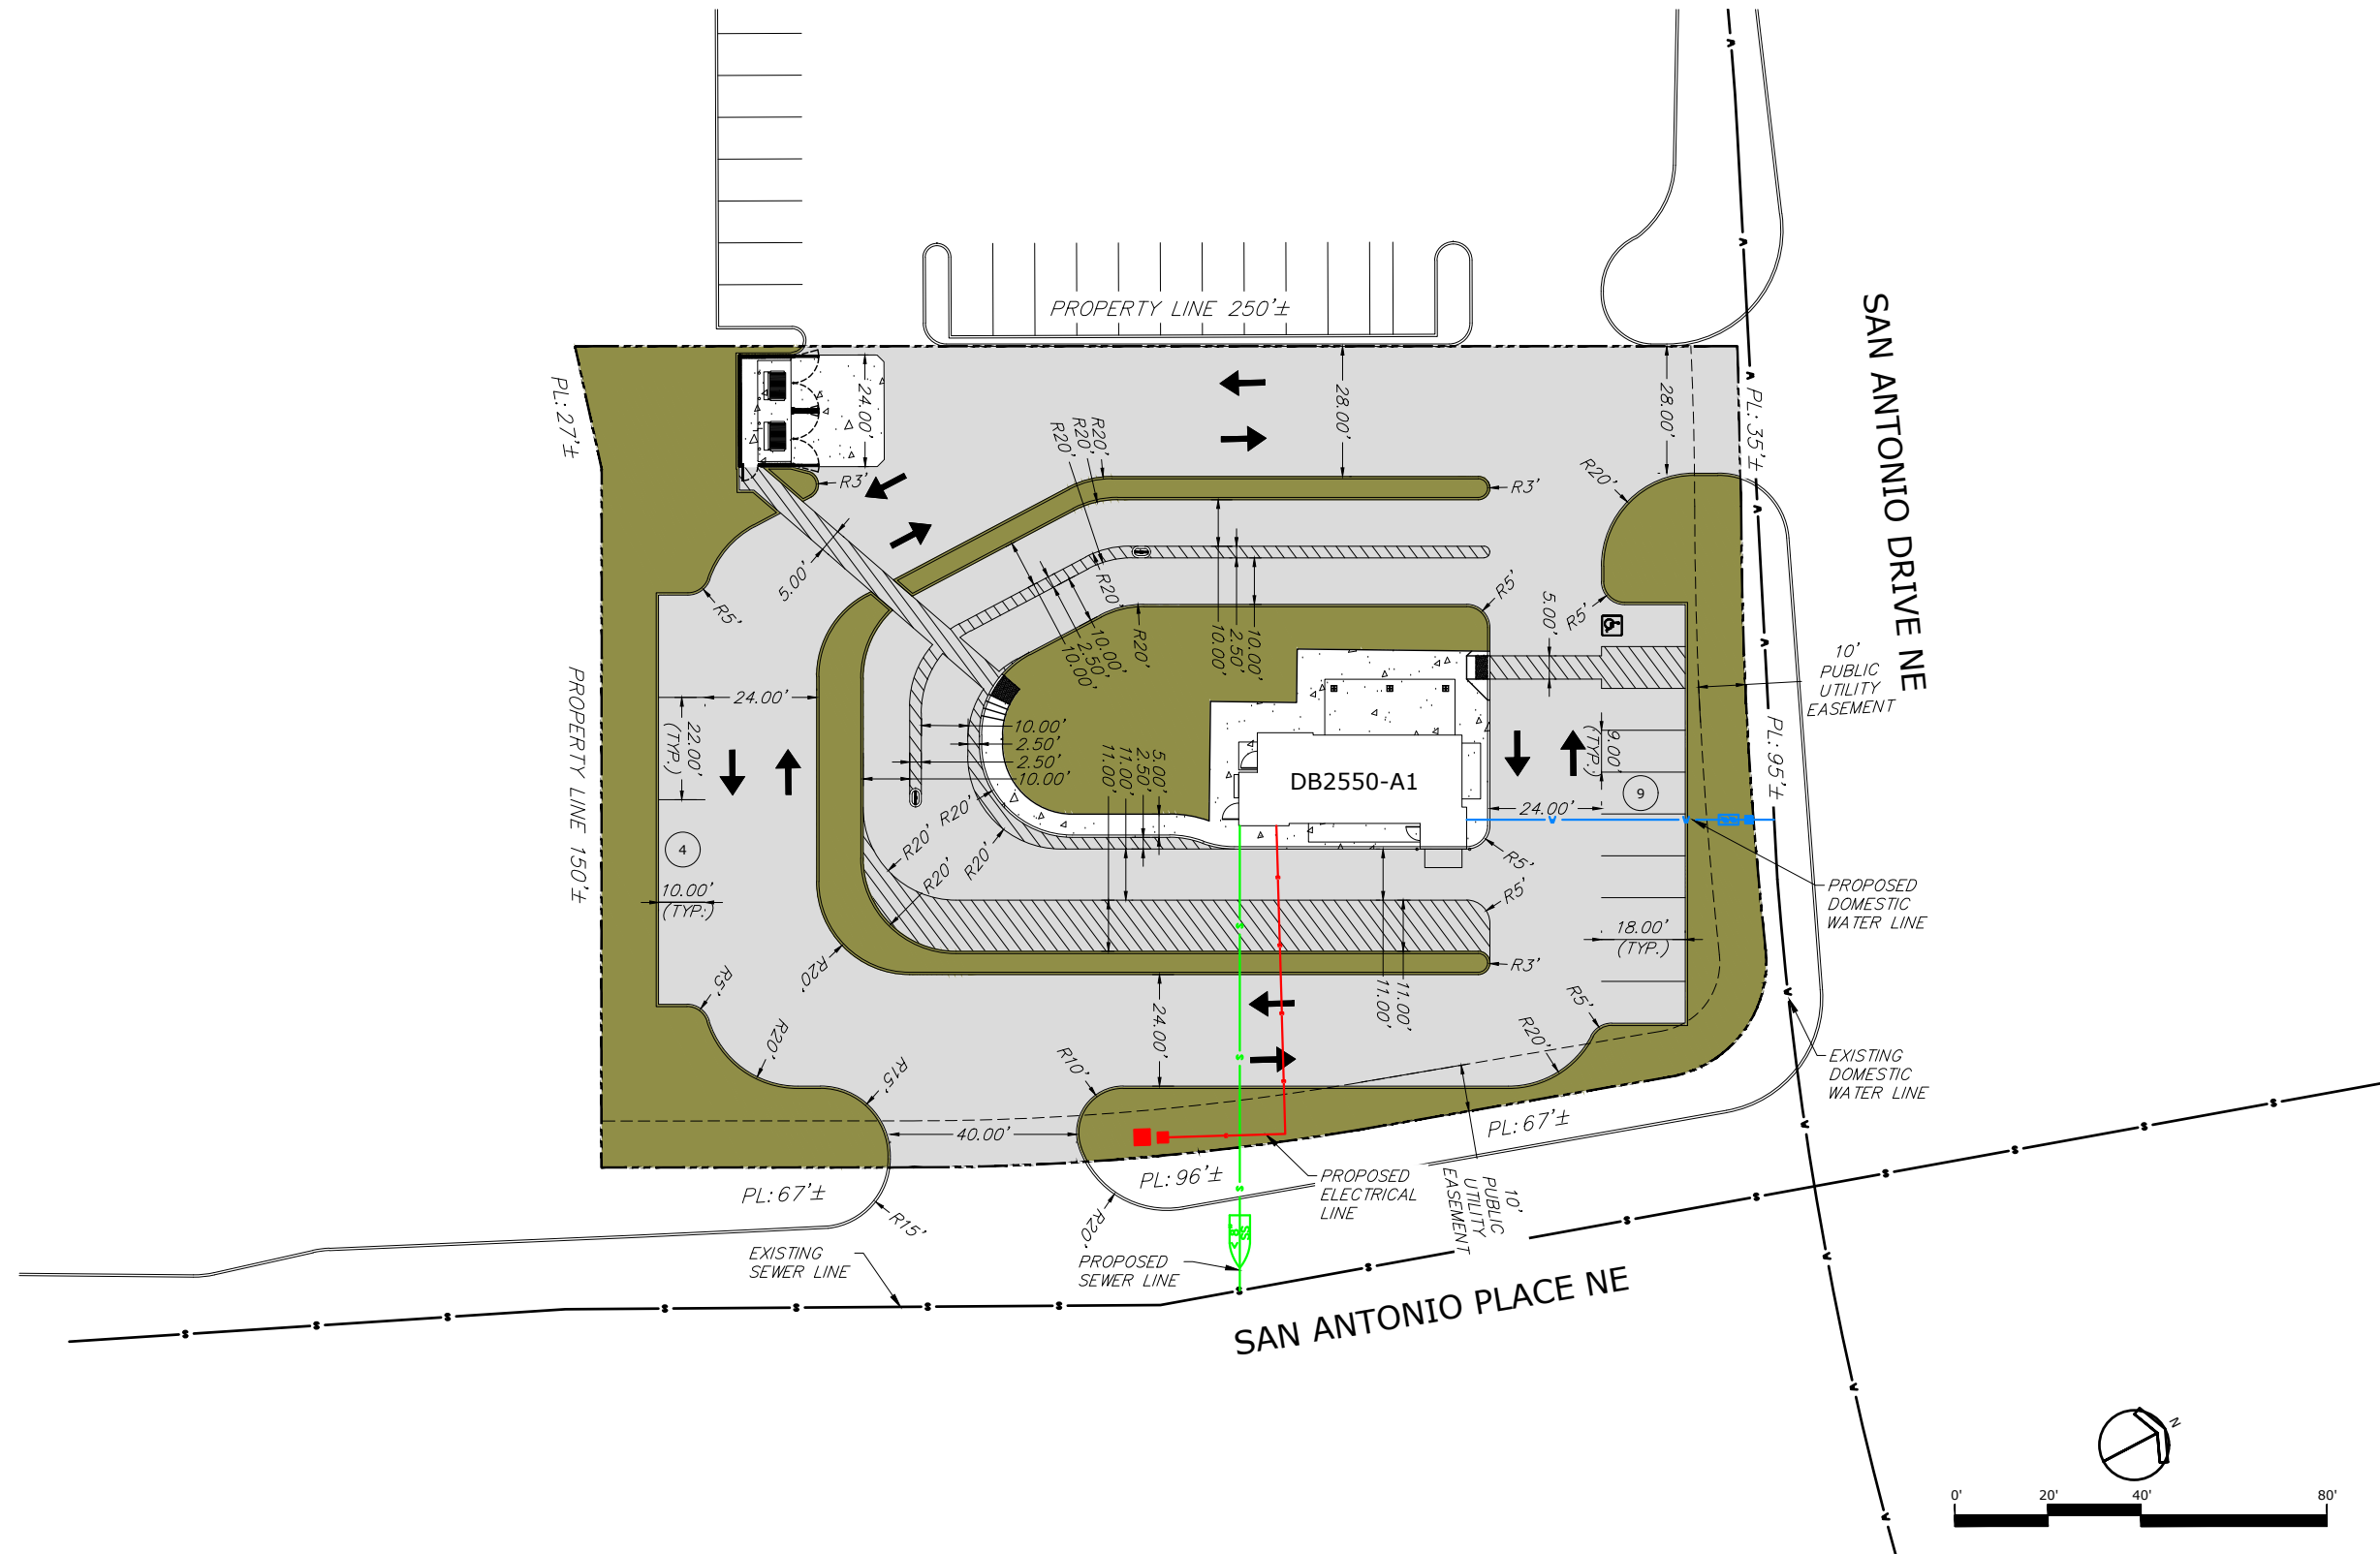 PROPERTY LINE 250'±
SAN ANTONIO DRIVE NE
PL: 27'±
24.00'
28.00'
28.00'
PL: 35'±
R20'
R20'
R20'
R3'
R3'
R20'
5.00'
R5'
R20'
R20'
10.00'
2.50'
10.00'
10.00'
2.50'
10.00'
R5'
5.00'
R5'
10'
PUBLIC
UTILITY
EASEMENT
PROPERTY LINE 150'±
24.00'
22.00'
(TYP.)
10.00'
2.50'
2.50'
10.00'
5.00'
2.50'
11.00'
11.00'
DB2550-A1
9.00'
(TYP.)
9
24.00'
PL: 95'±
4
10.00'
(TYP.)
R20'
R20'
R20'
R20'
R5'
R5'
PROPOSED
DOMESTIC
WATER LINE
18.00'
(TYP.)
R3'
R20'
R5'
R20'
R15'
24.00'
11.00'
11.00'
R5'
R20'
R10'
EXISTING
DOMESTIC
WATER LINE
40.00'
PL: 67'±
PL: 67'±
PL: 96'±
R15'
R20'
PROPOSED
ELECTRICAL
LINE
10'
PUBLIC
UTILITY
EASEMENT
EXISTING
SEWER LINE
PROPOSED
SEWER LINE
< 8"
SS
SAN ANTONIO PLACE NE
N
0' 20' 40' 80'